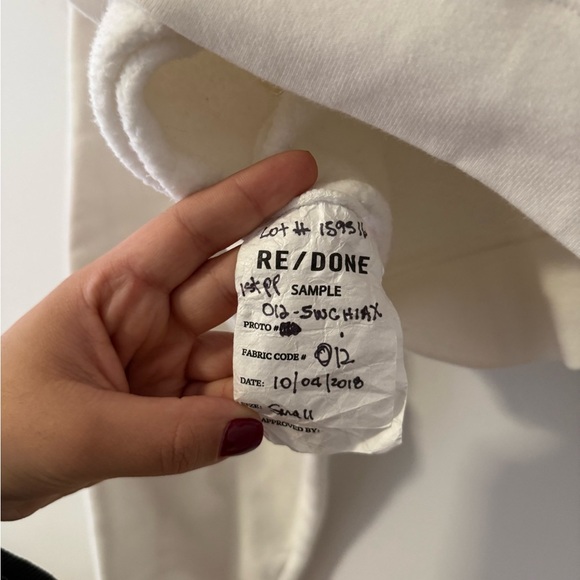 Lot # 159516
RE/DONE
1st pp SAMPLE
012-SWCHIAX
PROTO #
FABRIC CODE # 012
DATE: 10/04/2018
Small
APPROVED BY: